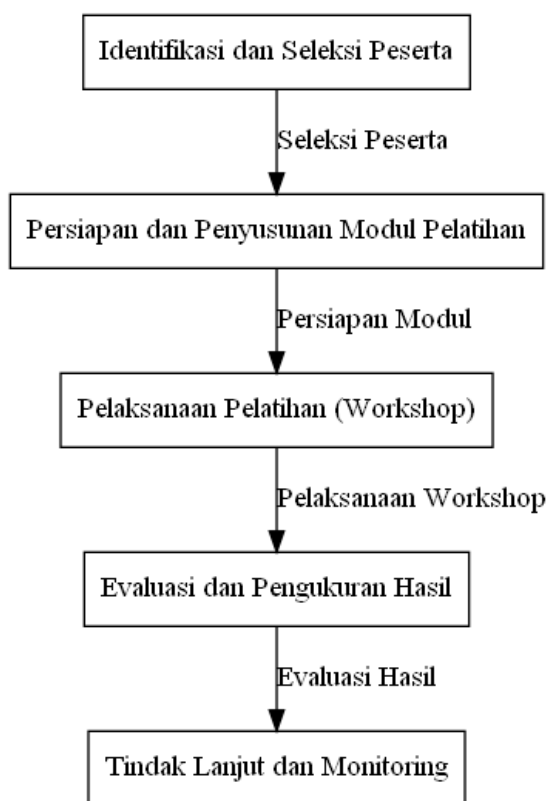 Identifikasi dan Seleksi Peserta
Seleksi Peserta
Persiapan dan Penyusunan Modul Pelatihan
Persiapan Modul
Pelaksanaan Pelatihan (Workshop)
Pelaksanaan Workshop
Evaluasi dan Pengukuran Hasil
Evaluasi Hasil
Tindak Lanjut dan Monitoring